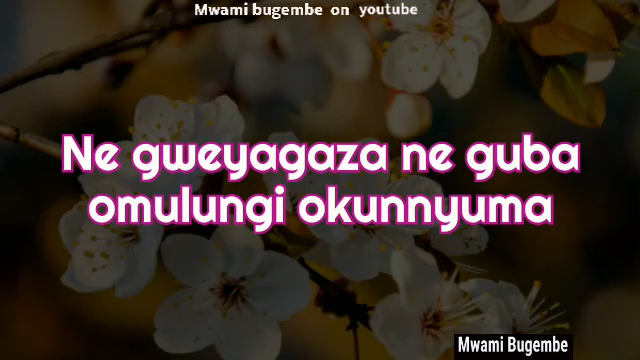 Mwami bugembe on youtube
Ne gweyagaza ne guba
omulungi okunnyuma
Mwami Bugembe